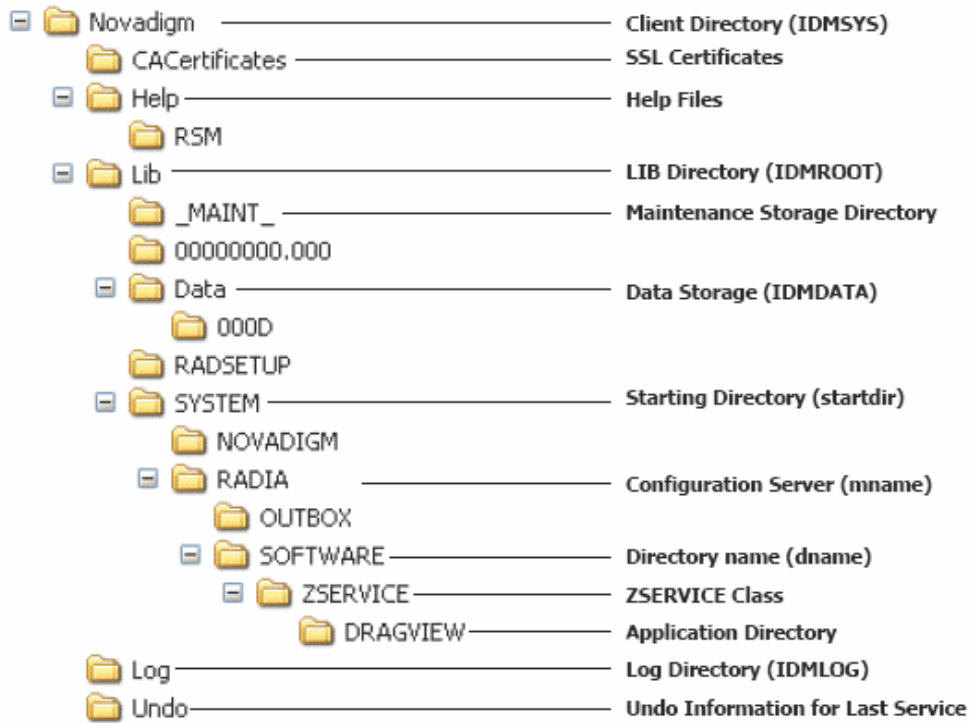 Novadigm Client Directory (IDMSYS)
CACertificates SSL Certificates
Help Help Files
RSM
Lib LIB Directory (IDMROOT)
_MAINT_ Maintenance Storage Directory
00000000.000
Data Data Storage (IDMDATA)
000D
RADSETUP
SYSTEM Starting Directory (startdir)
NOVADIGM
RADIA Configuration Server (mname)
OUTBOX
SOFTWARE Directory name (dname)
ZSERVICE ZSERVICE Class
DRAGVIEW Application Directory
Log Log Directory (IDMLOG)
Undo Undo Information for Last Service